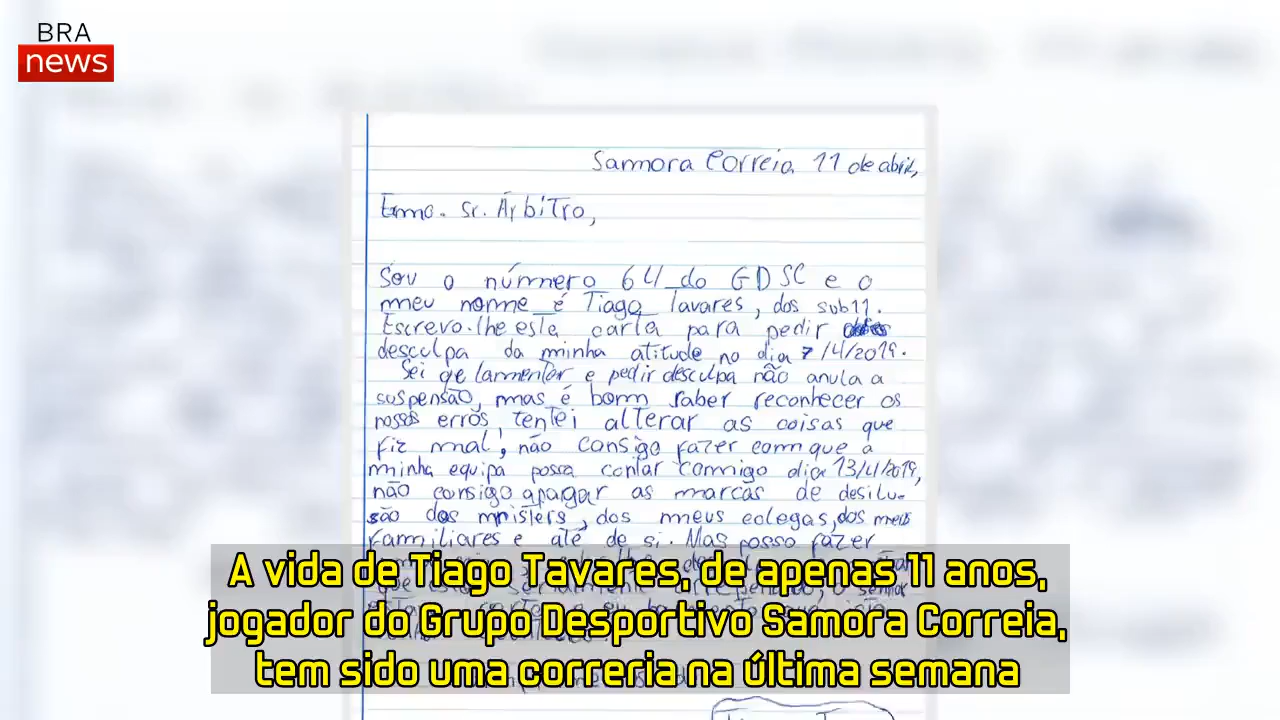 BRA
news
Samora Correia 11 de abril,
Exmo. Sr. Árbitro,
Sou o número 64 do GDSC e o
meu nome é Tiago Tavares, dos sub11.
Escrevo-lhe esta carta para pedir
desculpa da minha atitude no dia 7/4/2019.
Sei qe lamentar e pedir desculpa não anula a
suspensão, mas é bom saber reconhecer os
nossos erros, tentei alterar as coisas que
fiz mal, não consigo fazer com que a
minha equipa possa contar comigo dia 13/4/2019,
não consigo apagar as marcas de desilu-
são dos misters, dos meus colegas, dos meus
familiares e até de si. Mas posso fazer
A vida de Tiago Tavares, de apenas 11 anos,
jogador do Grupo Desportivo Samora Correia,
tem sido uma correria na última semana